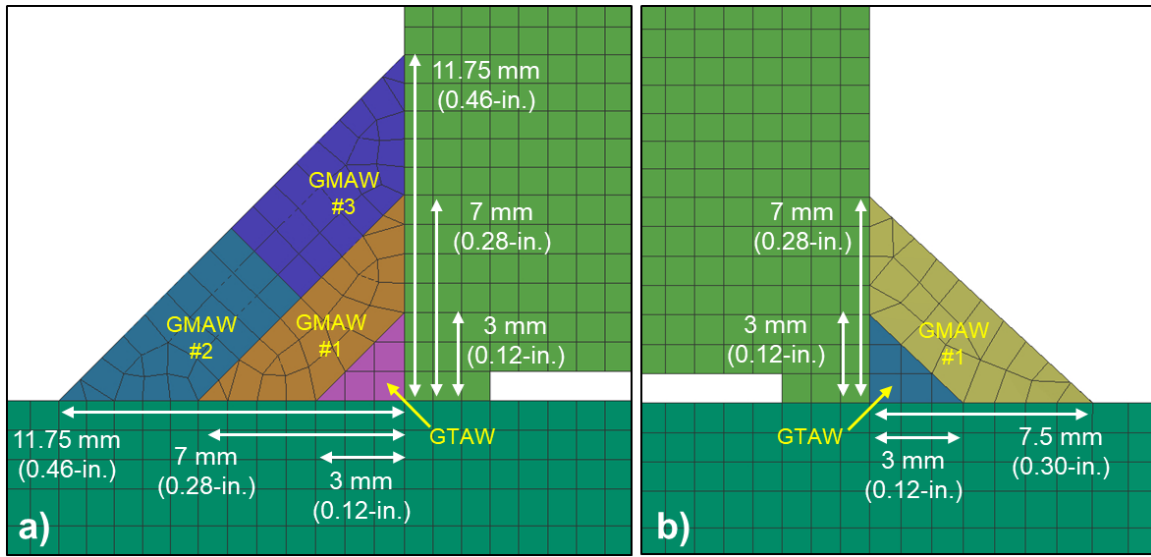 11.75 mm
(0.46-in.)
GMAW
#3
7 mm
(0.28-in.)
GMAW
#2
GMAW
#1
3 mm
(0.12-in.)
GTAW
11.75 mm
(0.46-in.)
7 mm
(0.28-in.)
3 mm
(0.12-in.)
a)
7 mm
(0.28-in.)
3 mm
(0.12-in.)
GMAW
#1
GTAW
7.5 mm
(0.30-in.)
3 mm
(0.12-in.)
b)